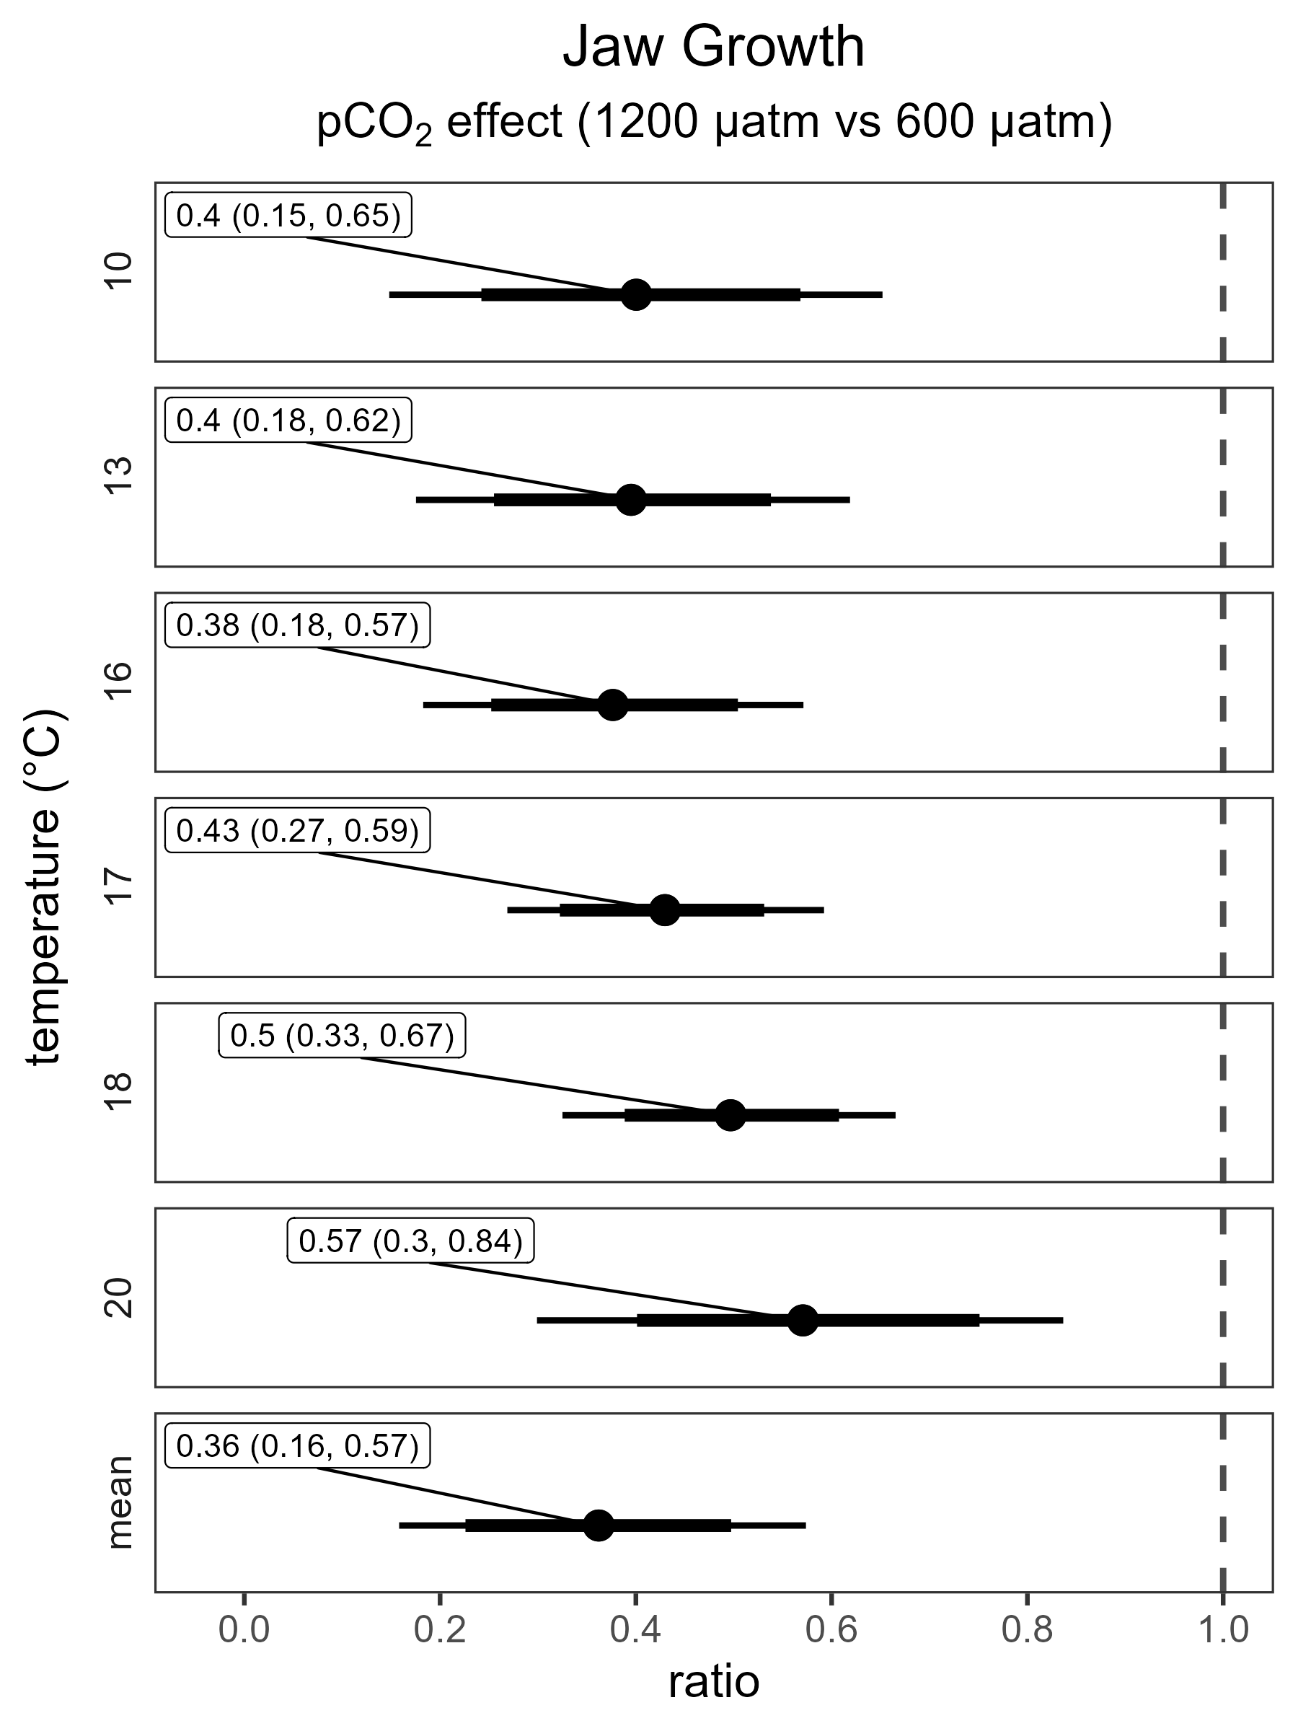 Jaw Growth
pCO₂ effect (1200 µatm vs 600 µatm)
temperature (°C)
10
0.4 (0.15, 0.65)
13
0.4 (0.18, 0.62)
16
0.38 (0.18, 0.57)
17
0.43 (0.27, 0.59)
18
0.5 (0.33, 0.67)
20
0.57 (0.3, 0.84)
mean
0.36 (0.16, 0.57)
0.0 0.2 0.4 0.6 0.8 1.0
ratio